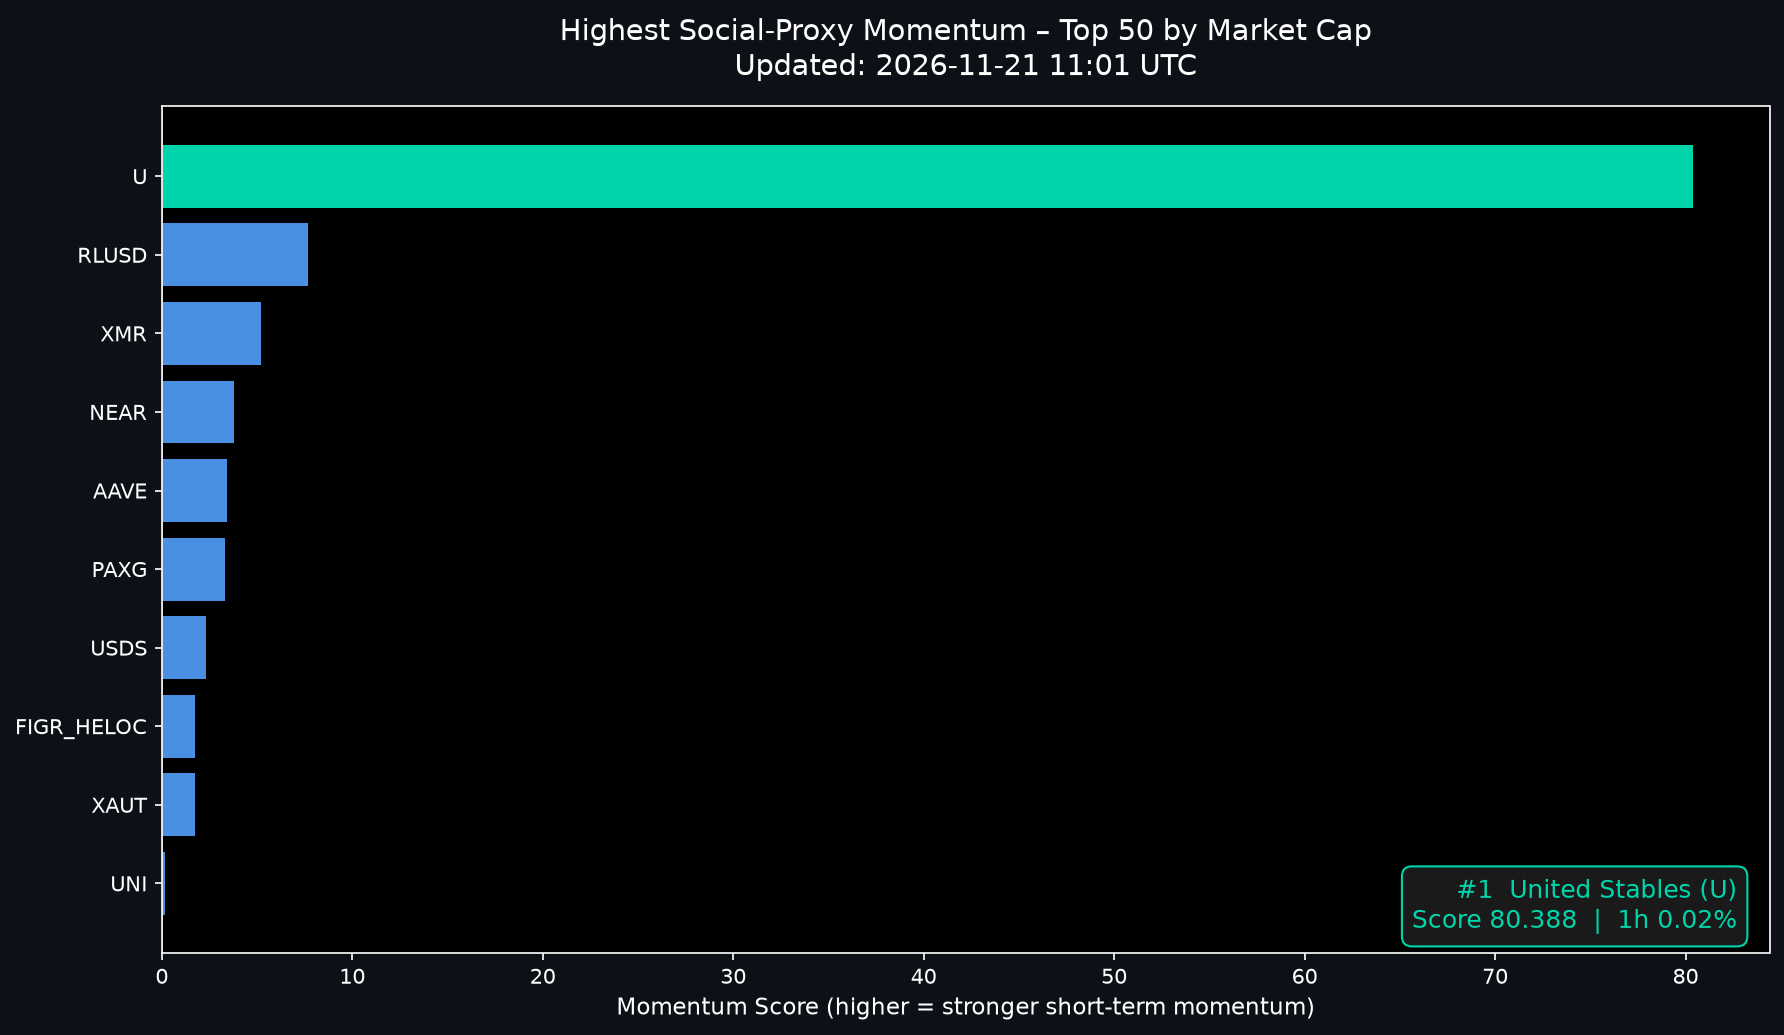 Highest Social-Proxy Momentum – Top 50 by Market Cap
Updated: 2026-11-21 11:01 UTC
U
RLUSD
XMR
NEAR
AAVE
PAXG
USDS
FIGR_HELOC
XAUT
UNI
#1  United Stables (U)
Score 80.388  |  1h 0.02%
0 10 20 30 40 50 60 70 80
Momentum Score (higher = stronger short-term momentum)